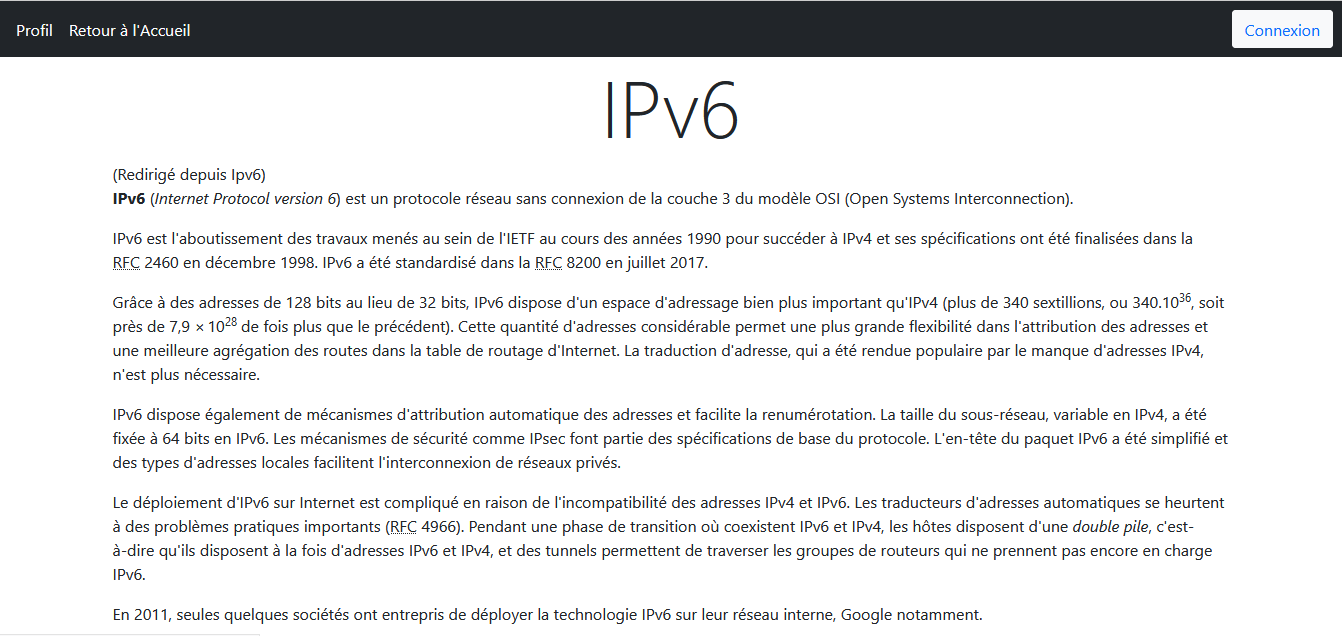 Profil Retour à l'Accueil Connexion
IPv6
(Redirigé depuis Ipv6)
IPv6 (Internet Protocol version 6) est un protocole réseau sans connexion de la couche 3 du modèle OSI (Open Systems Interconnection).
IPv6 est l'aboutissement des travaux menés au sein de l'IETF au cours des années 1990 pour succéder à IPv4 et ses spécifications ont été finalisées dans la
RFC 2460 en décembre 1998. IPv6 a été standardisé dans la RFC 8200 en juillet 2017.
Grâce à des adresses de 128 bits au lieu de 32 bits, IPv6 dispose d'un espace d'adressage bien plus important qu'IPv4 (plus de 340 sextillions, ou 340.10³⁶, soit
près de 7,9 × 10²⁸ de fois plus que le précédent). Cette quantité d'adresses considérable permet une plus grande flexibilité dans l'attribution des adresses et
une meilleure agrégation des routes dans la table de routage d'Internet. La traduction d'adresse, qui a été rendue populaire par le manque d'adresses IPv4,
n'est plus nécessaire.
IPv6 dispose également de mécanismes d'attribution automatique des adresses et facilite la renumérotation. La taille du sous-réseau, variable en IPv4, a été
fixée à 64 bits en IPv6. Les mécanismes de sécurité comme IPsec font partie des spécifications de base du protocole. L'en-tête du paquet IPv6 a été simplifié et
des types d'adresses locales facilitent l'interconnexion de réseaux privés.
Le déploiement d'IPv6 sur Internet est compliqué en raison de l'incompatibilité des adresses IPv4 et IPv6. Les traducteurs d'adresses automatiques se heurtent
à des problèmes pratiques importants (RFC 4966). Pendant une phase de transition où coexistent IPv6 et IPv4, les hôtes disposent d'une double pile, c'est-
à-dire qu'ils disposent à la fois d'adresses IPv6 et IPv4, et des tunnels permettent de traverser les groupes de routeurs qui ne prennent pas encore en charge
IPv6.
En 2011, seules quelques sociétés ont entrepris de déployer la technologie IPv6 sur leur réseau interne, Google notamment.